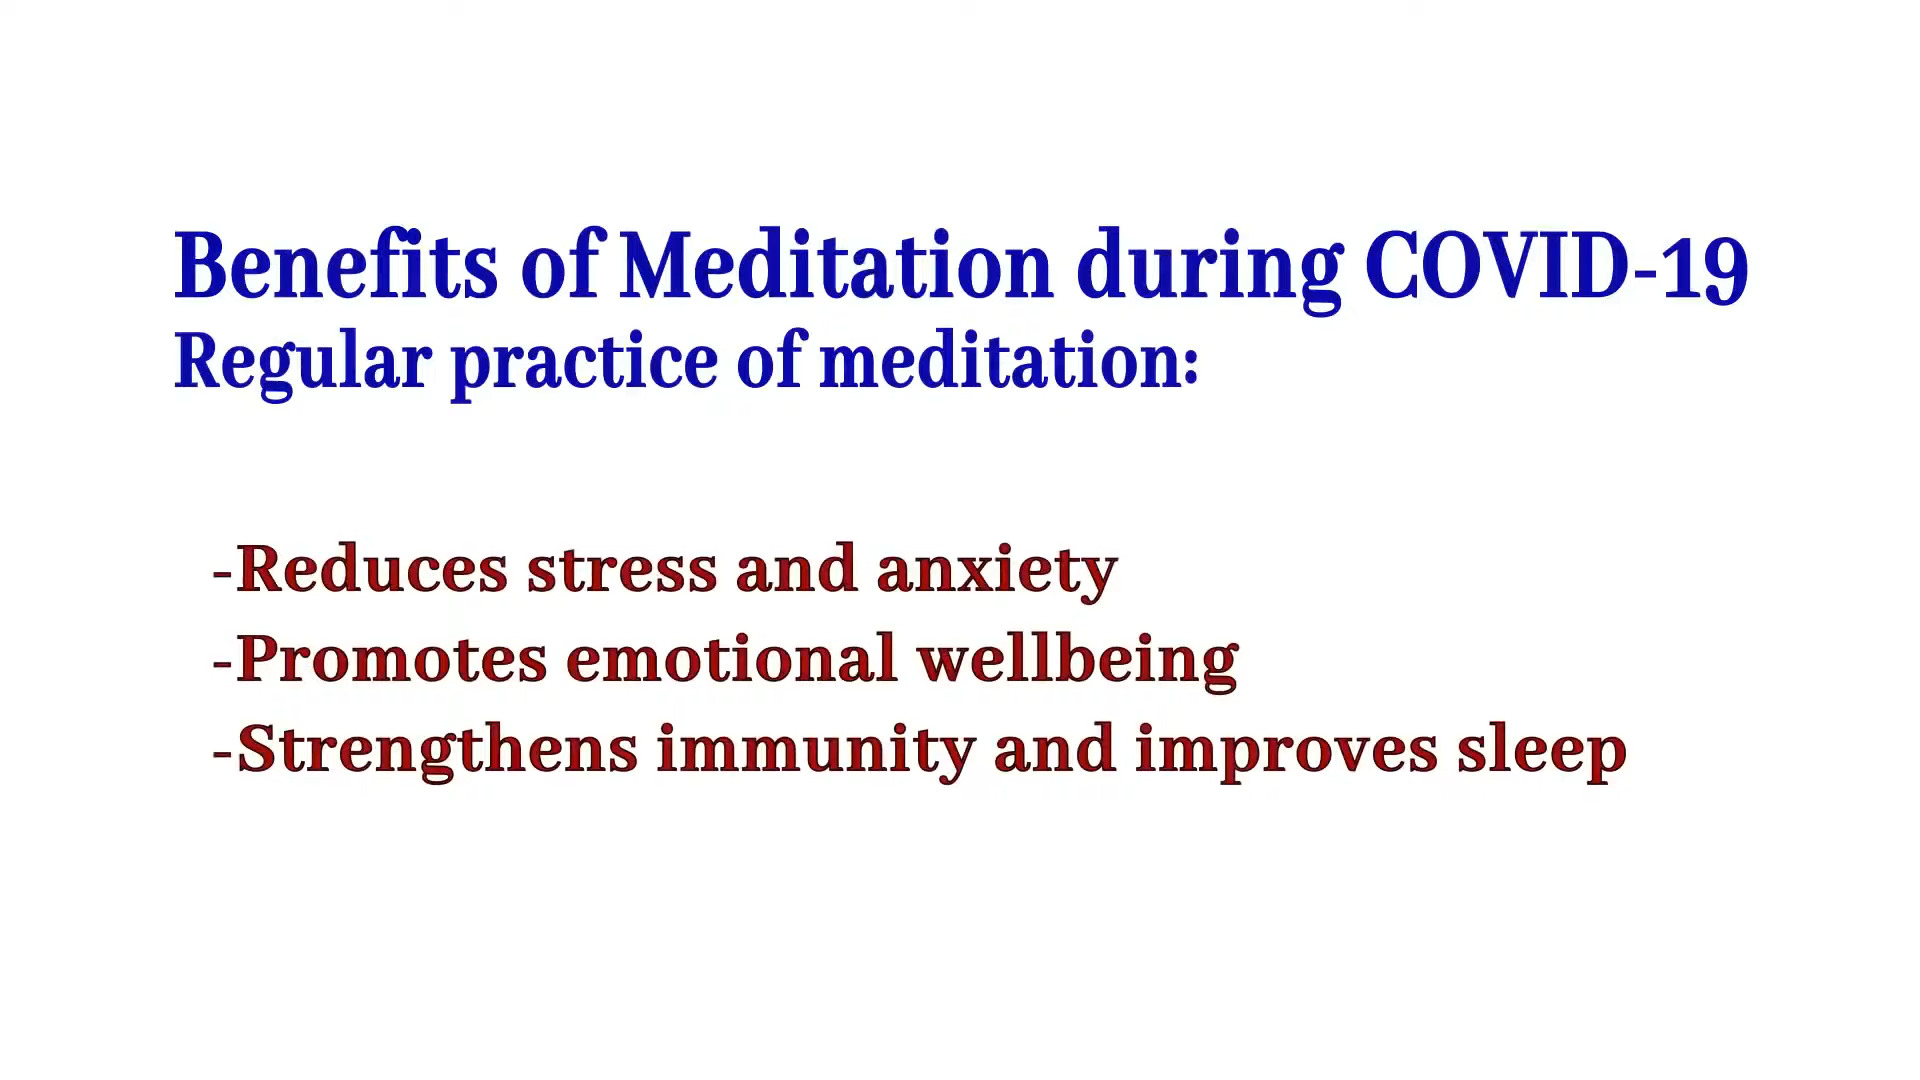 Benefits of Meditation during COVID-19
Regular practice of meditation:
-Reduces stress and anxiety
-Promotes emotional wellbeing
-Strengthens immunity and improves sleep